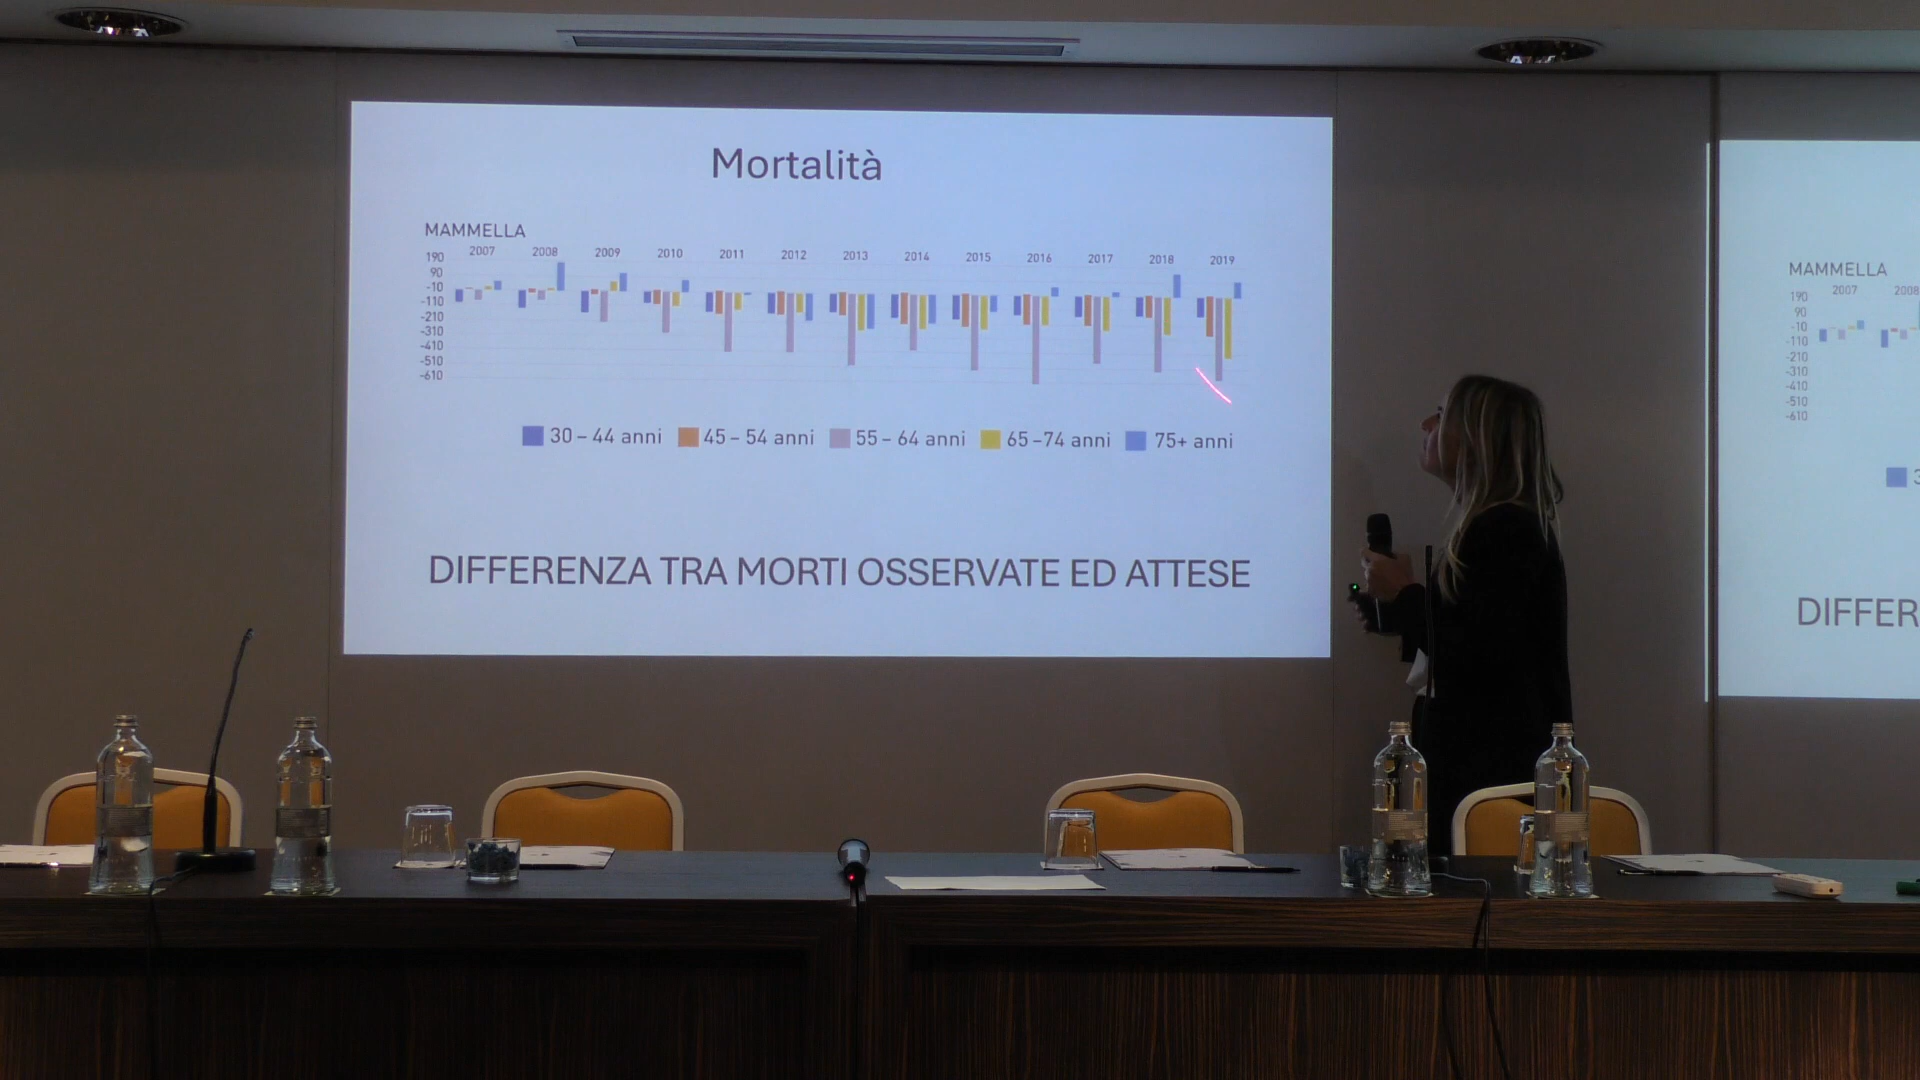 Mortalità
MAMMELLA
2007 2008 2009 2010 2011 2012 2013 2014 2015 2016 2017 2018 2019
190
90
-10
-110
-210
-310
-410
-510
-610
30 – 44 anni 45 – 54 anni 55 – 64 anni 65 –74 anni 75+ anni
DIFFERENZA TRA MORTI OSSERVATE ED ATTESE
MAMMELLA
2007 2008
190
90
-10
-110
-210
-310
-410
-510
-610
3
DIFFER